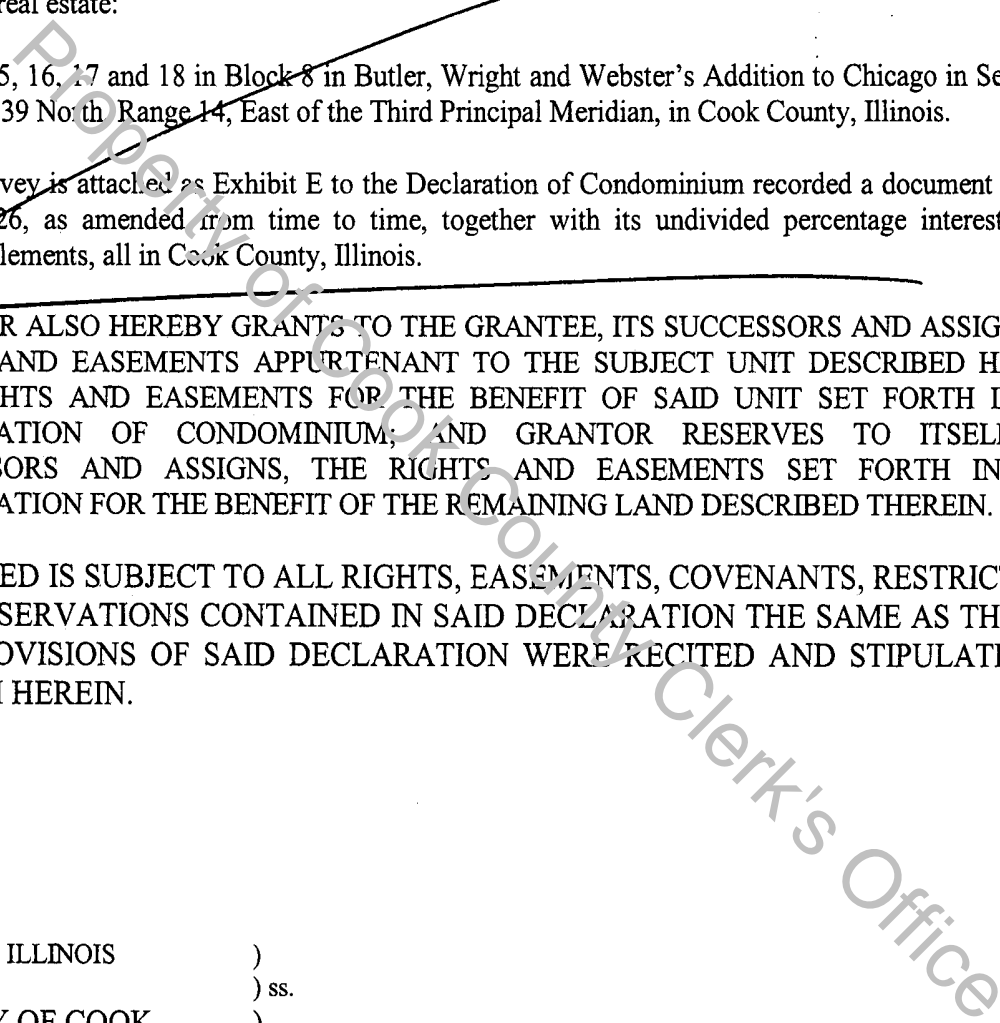 real estate:
5, 16, 17 and 18 in Block 8 in Butler, Wright and Webster's Addition to Chicago in Se
39 North Range 14, East of the Third Principal Meridian, in Cook County, Illinois.
vey is attached as Exhibit E to the Declaration of Condominium recorded a document
26, as amended from time to time, together with its undivided percentage interest
lements, all in Cook County, Illinois.
R ALSO HEREBY GRANTS TO THE GRANTEE, ITS SUCCESSORS AND ASSIG
AND EASEMENTS APPURTENANT TO THE SUBJECT UNIT DESCRIBED H
HTS AND EASEMENTS FOR THE BENEFIT OF SAID UNIT SET FORTH I
ATION OF CONDOMINIUM; AND GRANTOR RESERVES TO ITSEL
SORS AND ASSIGNS, THE RIGHTS AND EASEMENTS SET FORTH IN
ATION FOR THE BENEFIT OF THE REMAINING LAND DESCRIBED THEREIN.
ED IS SUBJECT TO ALL RIGHTS, EASEMENTS, COVENANTS, RESTRIC
SERVATIONS CONTAINED IN SAID DECLARATION THE SAME AS TH
OVISIONS OF SAID DECLARATION WERE RECITED AND STIPULAT
HEREIN.
ILLINOIS )
) ss.
Y OF COOK )
Property of Cook County Clerk's Office